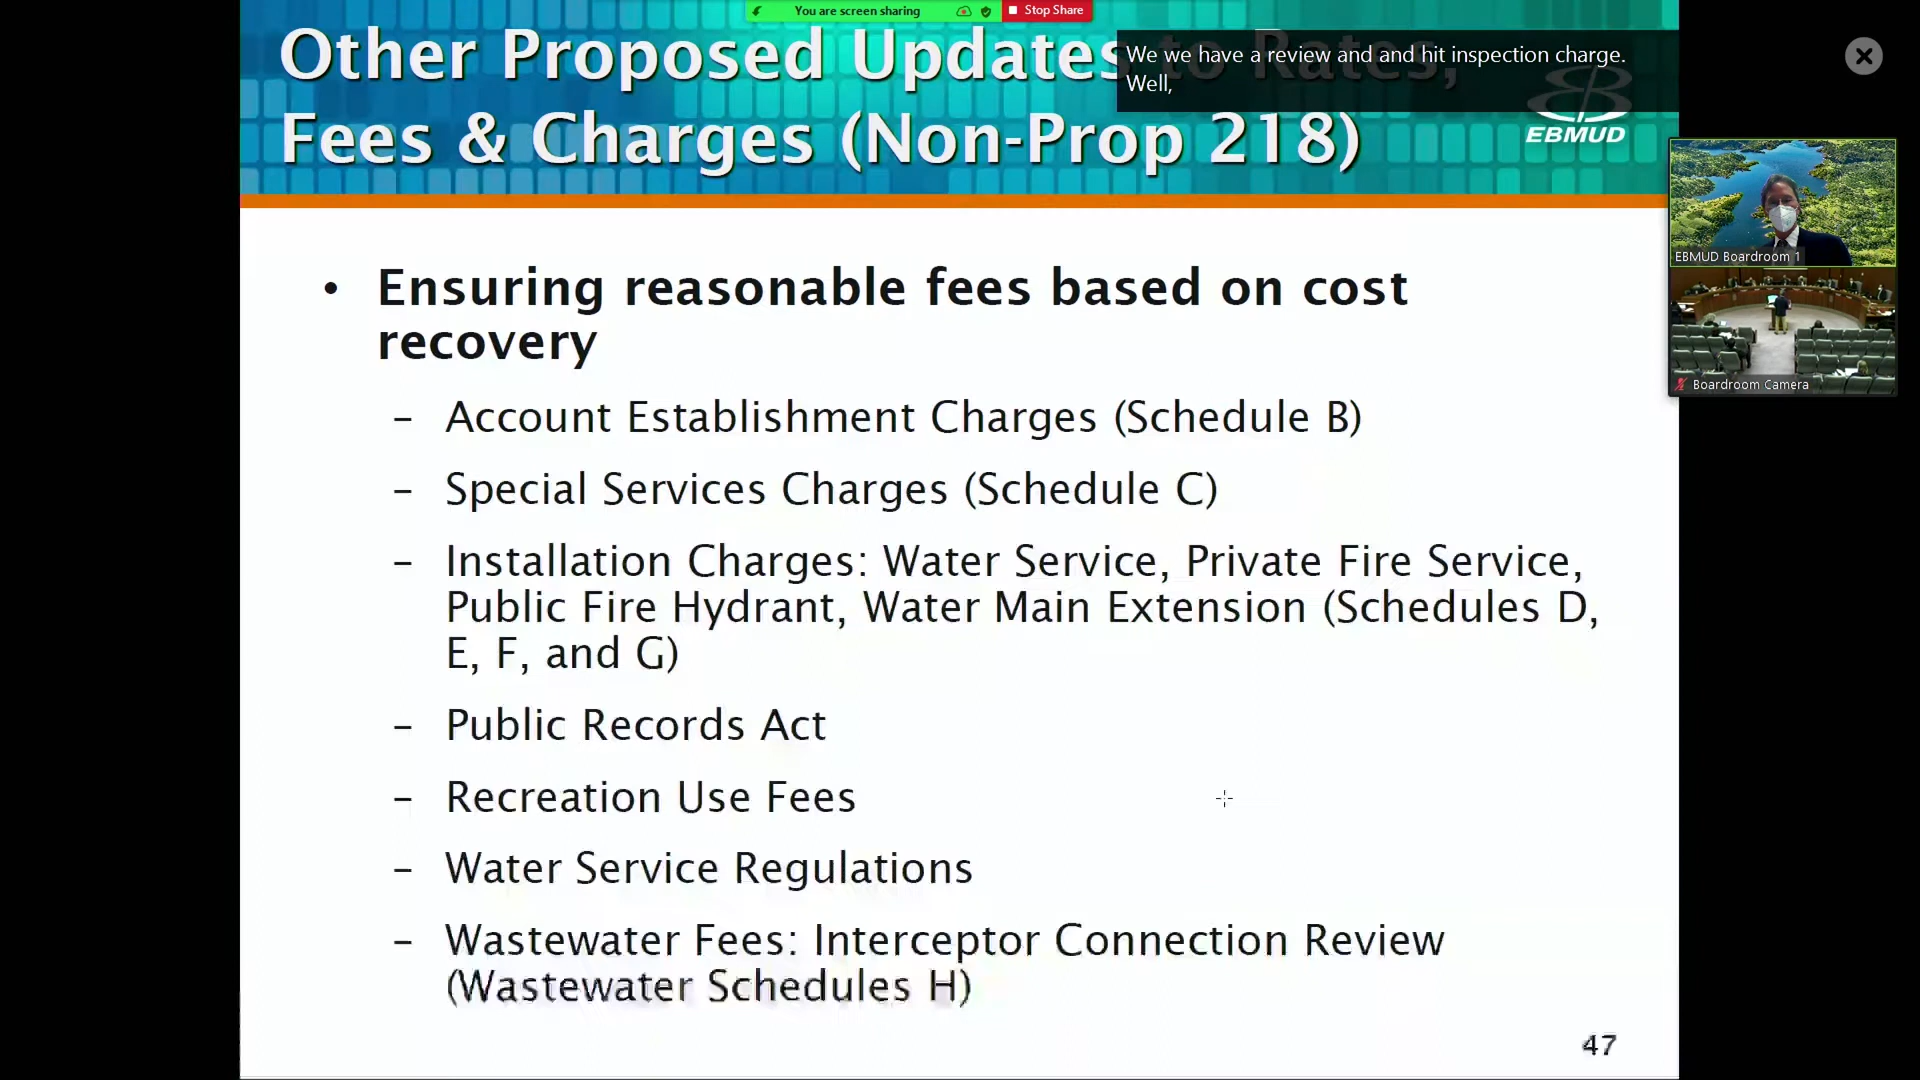 You are screen sharing
Stop Share
Other Proposed Updates to Rates,
We we have a review and and hit inspection charge.
Well,
Fees & Charges (Non-Prop 218)
EBMUD
• Ensuring reasonable fees based on cost
recovery
– Account Establishment Charges (Schedule B)
– Special Services Charges (Schedule C)
– Installation Charges: Water Service, Private Fire Service,
Public Fire Hydrant, Water Main Extension (Schedules D,
E, F, and G)
– Public Records Act
– Recreation Use Fees
– Water Service Regulations
– Wastewater Fees: Interceptor Connection Review
(Wastewater Schedules H)
47
EBMUD Boardroom 1
Boardroom Camera